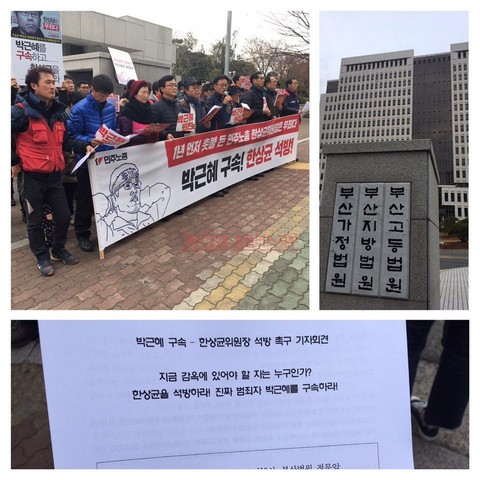 박근혜를
구속하고
1년 먼저 촛불 든 민주노총 한상균위원장은 무죄다!
민주노총
박근혜 구속! 한상균 석방!
부산고등법원
부산지방법원
부산가정법원
박근혜 구속 – 한상균위원장 석방 촉구 기자회견
지금 감옥에 있어야 할 자는 누구인가?
한상균을 석방하라! 진짜 범죄자 박근혜를 구속하라!